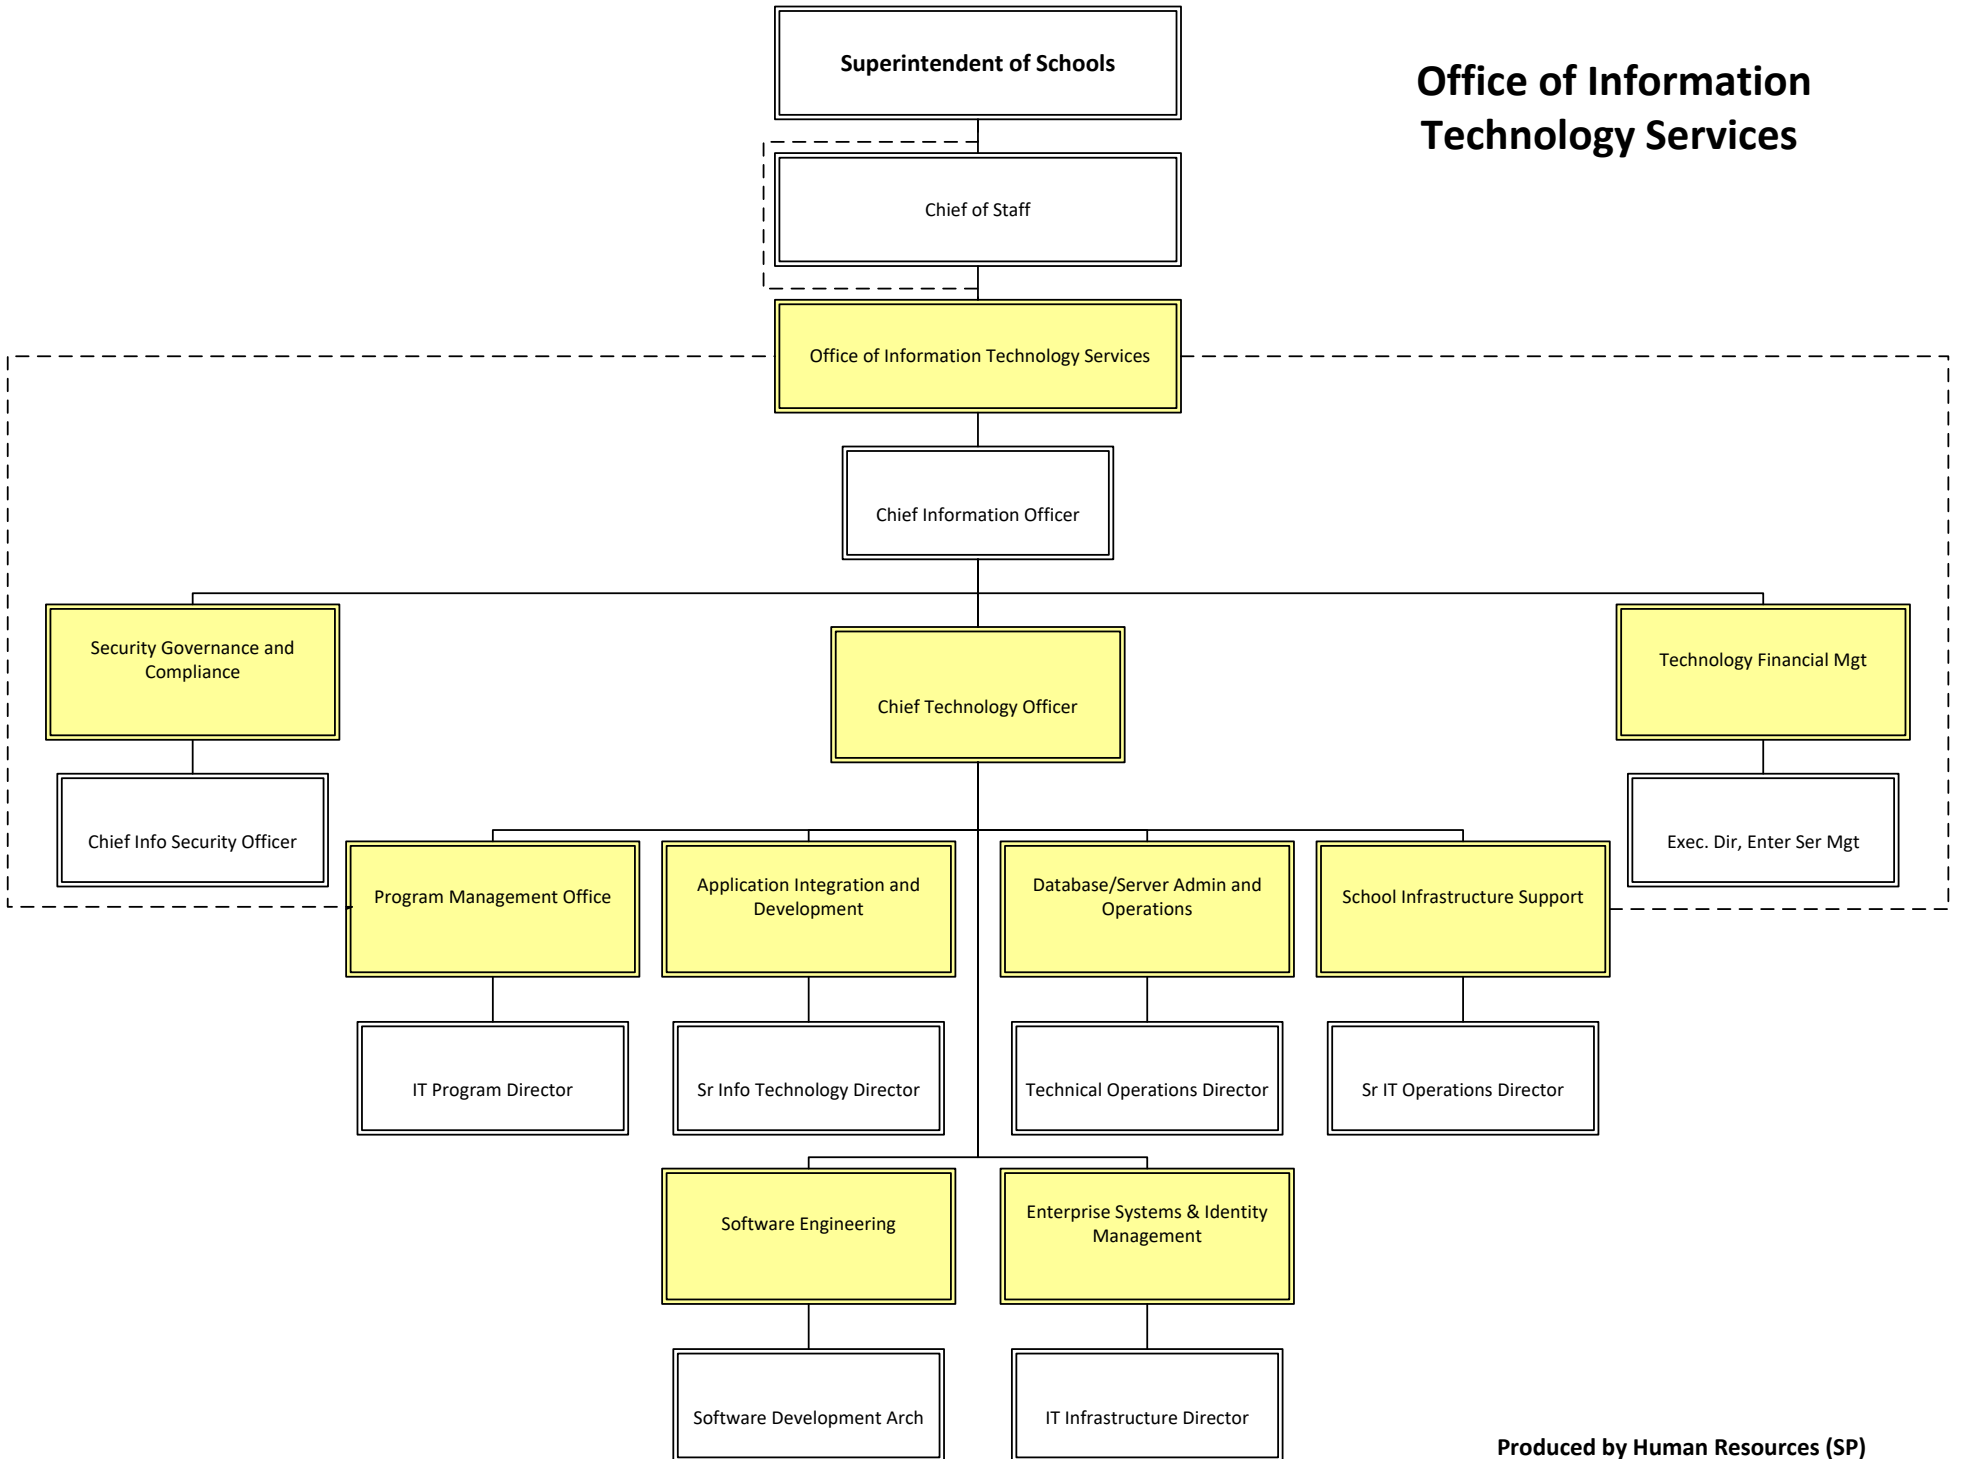 Superintendent of Schools
Office of Information
Technology Services
Chief of Staff
Office of Information Technology Services
Chief Information Officer
Security Governance and
Compliance
Chief Technology Officer
Technology Financial Mgt
Chief Info Security Officer
Exec. Dir, Enter Ser Mgt
Program Management Office
Application Integration and
Development
Database/Server Admin and
Operations
School Infrastructure Support
IT Program Director
Sr Info Technology Director
Technical Operations Director
Sr IT Operations Director
Software Engineering
Enterprise Systems & Identity
Management
Software Development Arch
IT Infrastructure Director
Produced by Human Resources (SP)